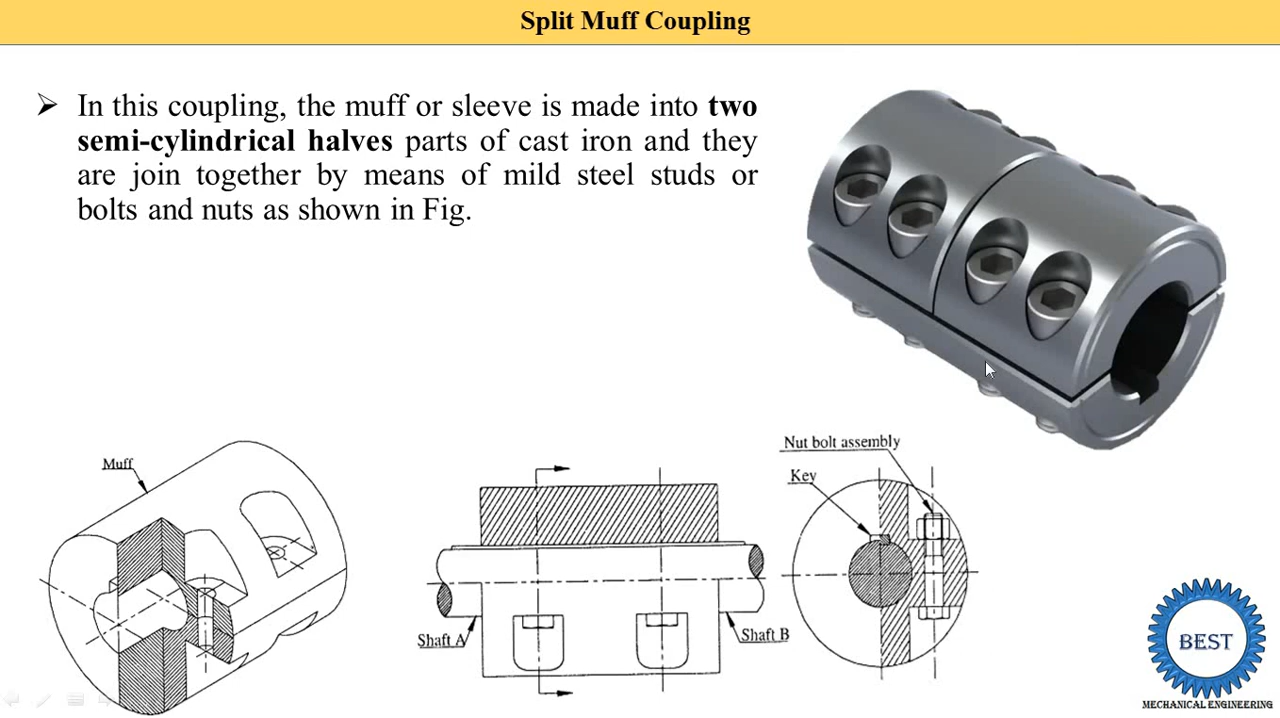 Split Muff Coupling
In this coupling, the muff or sleeve is made into two
semi-cylindrical halves parts of cast iron and they
are join together by means of mild steel studs or
bolts and nuts as shown in Fig.
Muff
Shaft A
Shaft B
Nut bolt assembly
Key
BEST
MECHANICAL ENGINEERING